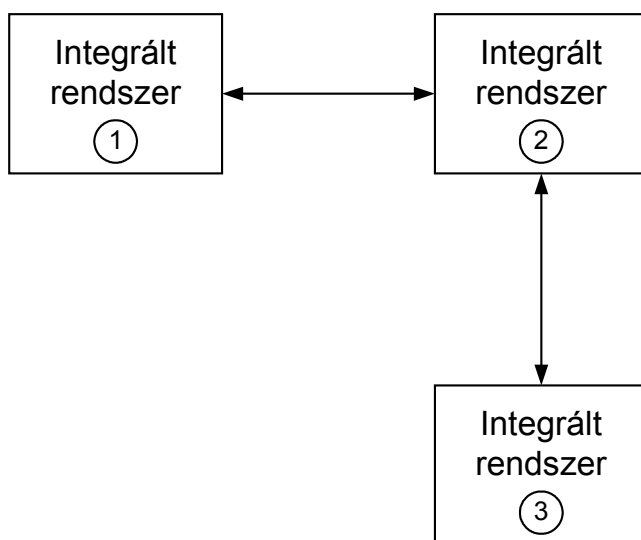 Integrált
rendszer
1
Integrált
rendszer
2
Integrált
rendszer
3